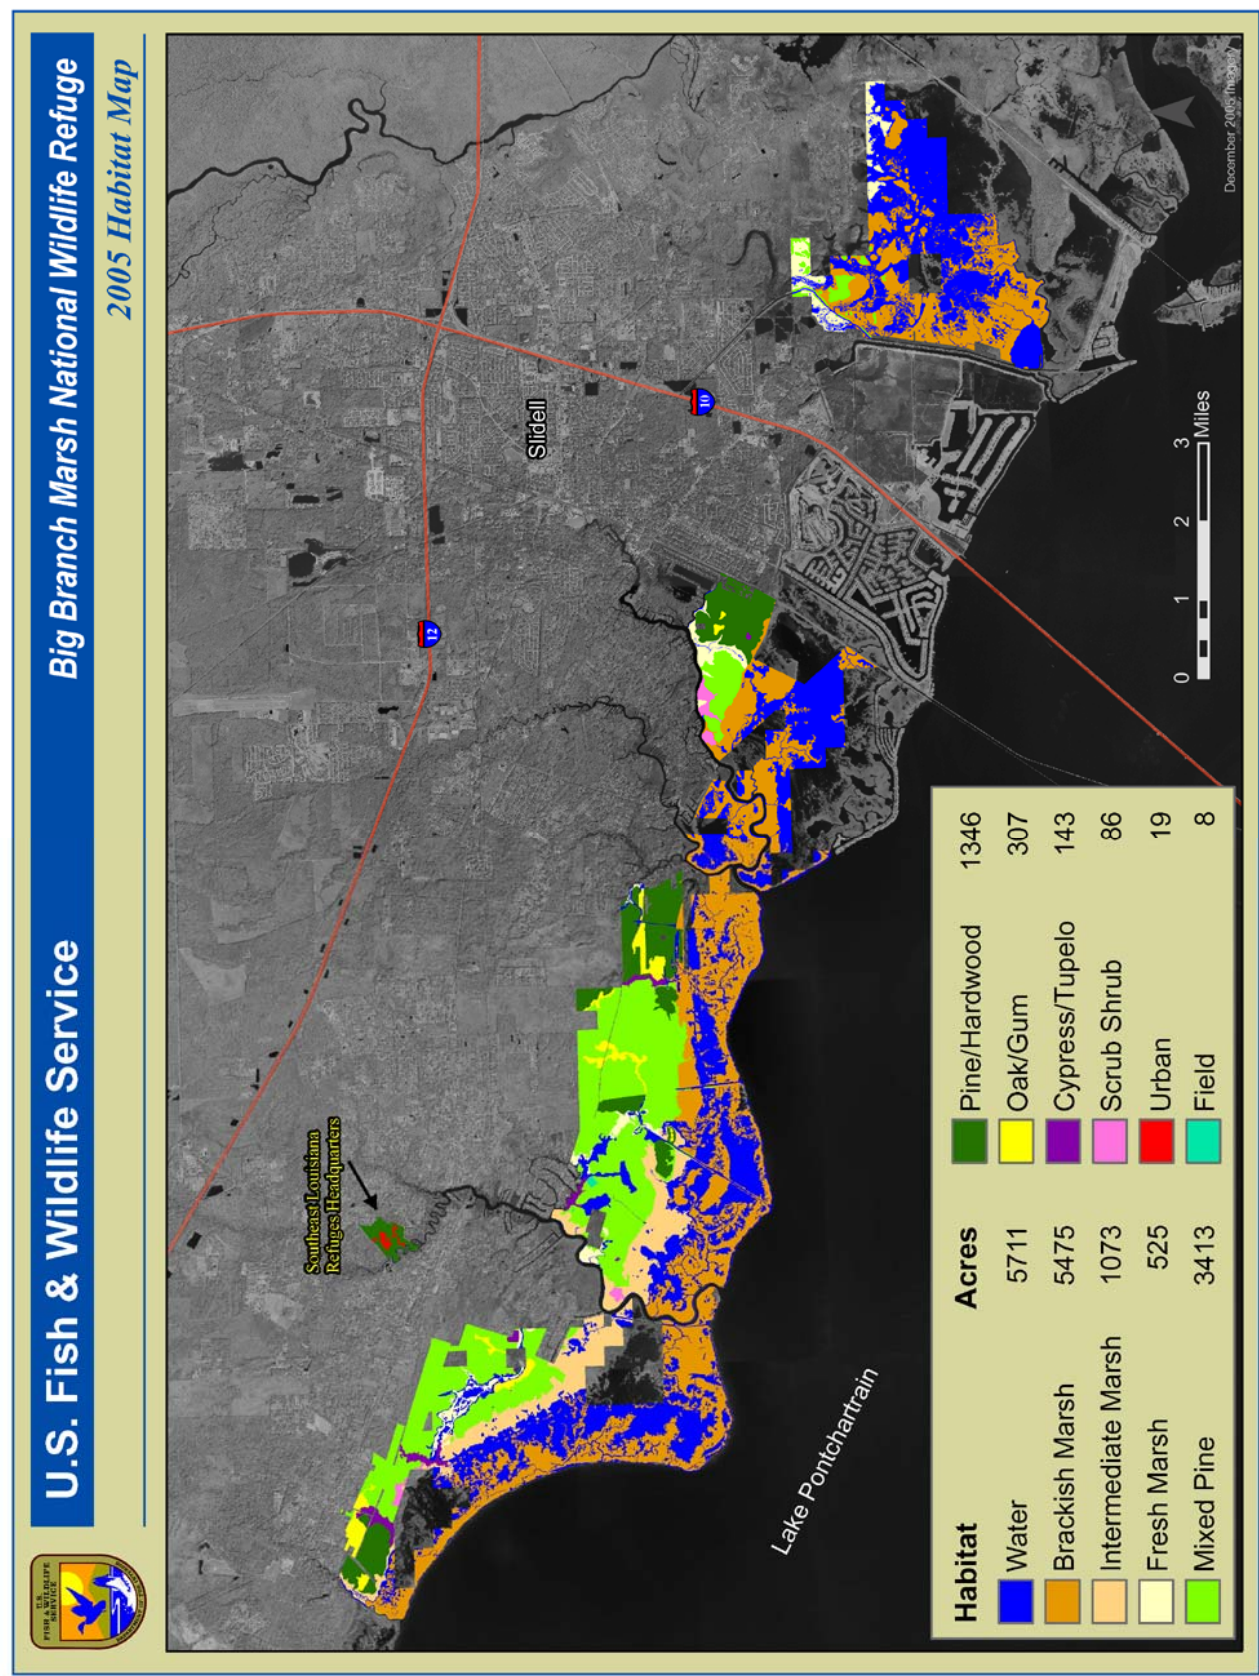 U.S. Fish & Wildlife Service
Big Branch Marsh National Wildlife Refuge
2005 Habitat Map
U.S.
FISH & WILDLIFE
SERVICE
Southeast Louisiana
Refuges Headquarters
12
Slidell
10
Lake Pontchartrain
0 1 2 3
Miles
December 2005 Imagery
Habitat Acres
Water 5711 Pine/Hardwood 1346
Brackish Marsh 5475 Oak/Gum 307
Intermediate Marsh 1073 Cypress/Tupelo 143
Fresh Marsh 525 Scrub Shrub 86
Mixed Pine 3413 Urban 19
Field 8